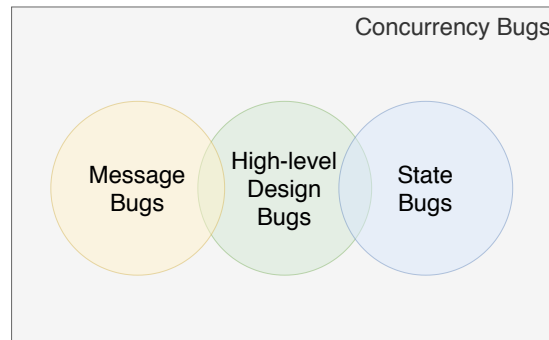 Concurrency Bugs
Message
Bugs
High-level
Design
Bugs
State
Bugs